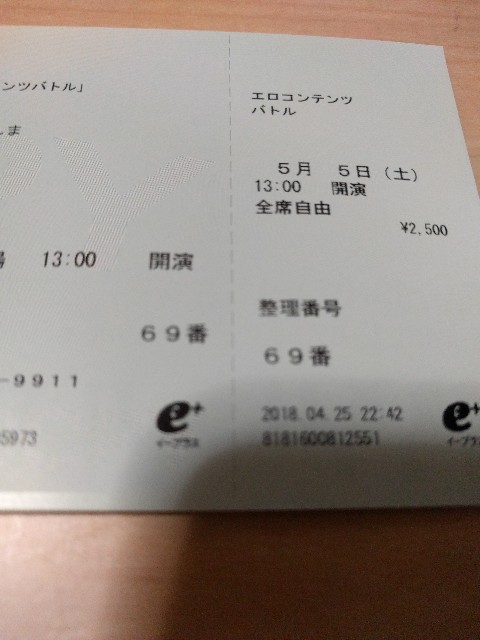 ンツバトル」
しま
場 13:00 開演
69番
-9911
e+
イープラス
5973
エロコンテンツ
バトル
5月 5日(土)
13:00 開演
全席自由
¥2,500
整理番号
69番
2018.04.25 22:42
8181600812551
e+
イープラス